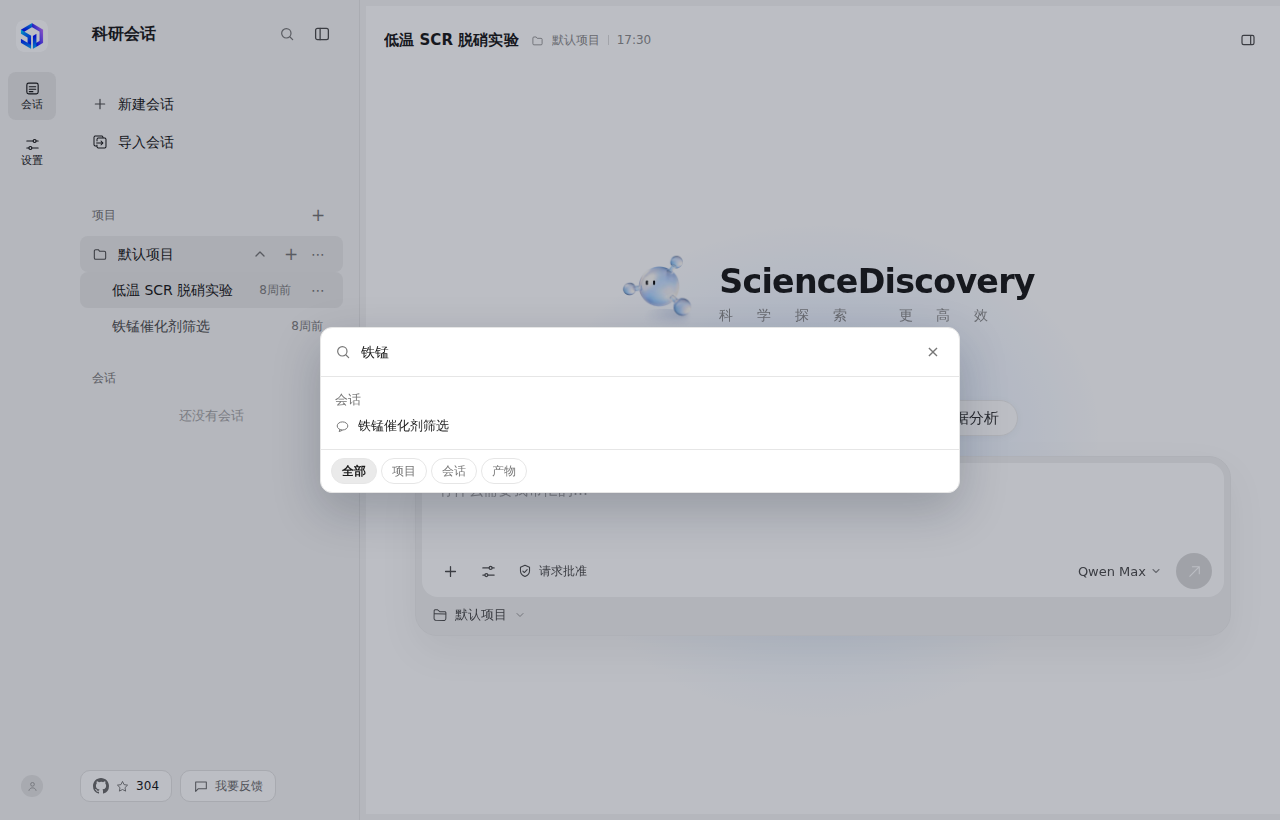 科研会话
会话
设置
新建会话
导入会话
项目
默认项目
低温 SCR 脱硝实验 8周前
铁锰催化剂筛选 8周前
会话
还没有会话
304 我要反馈
低温 SCR 脱硝实验 默认项目 17:30
ScienceDiscovery
科学探索 更高效
铁锰
会话
铁锰催化剂筛选
全部 项目 会话 产物
据分析
请求批准 Qwen Max
默认项目